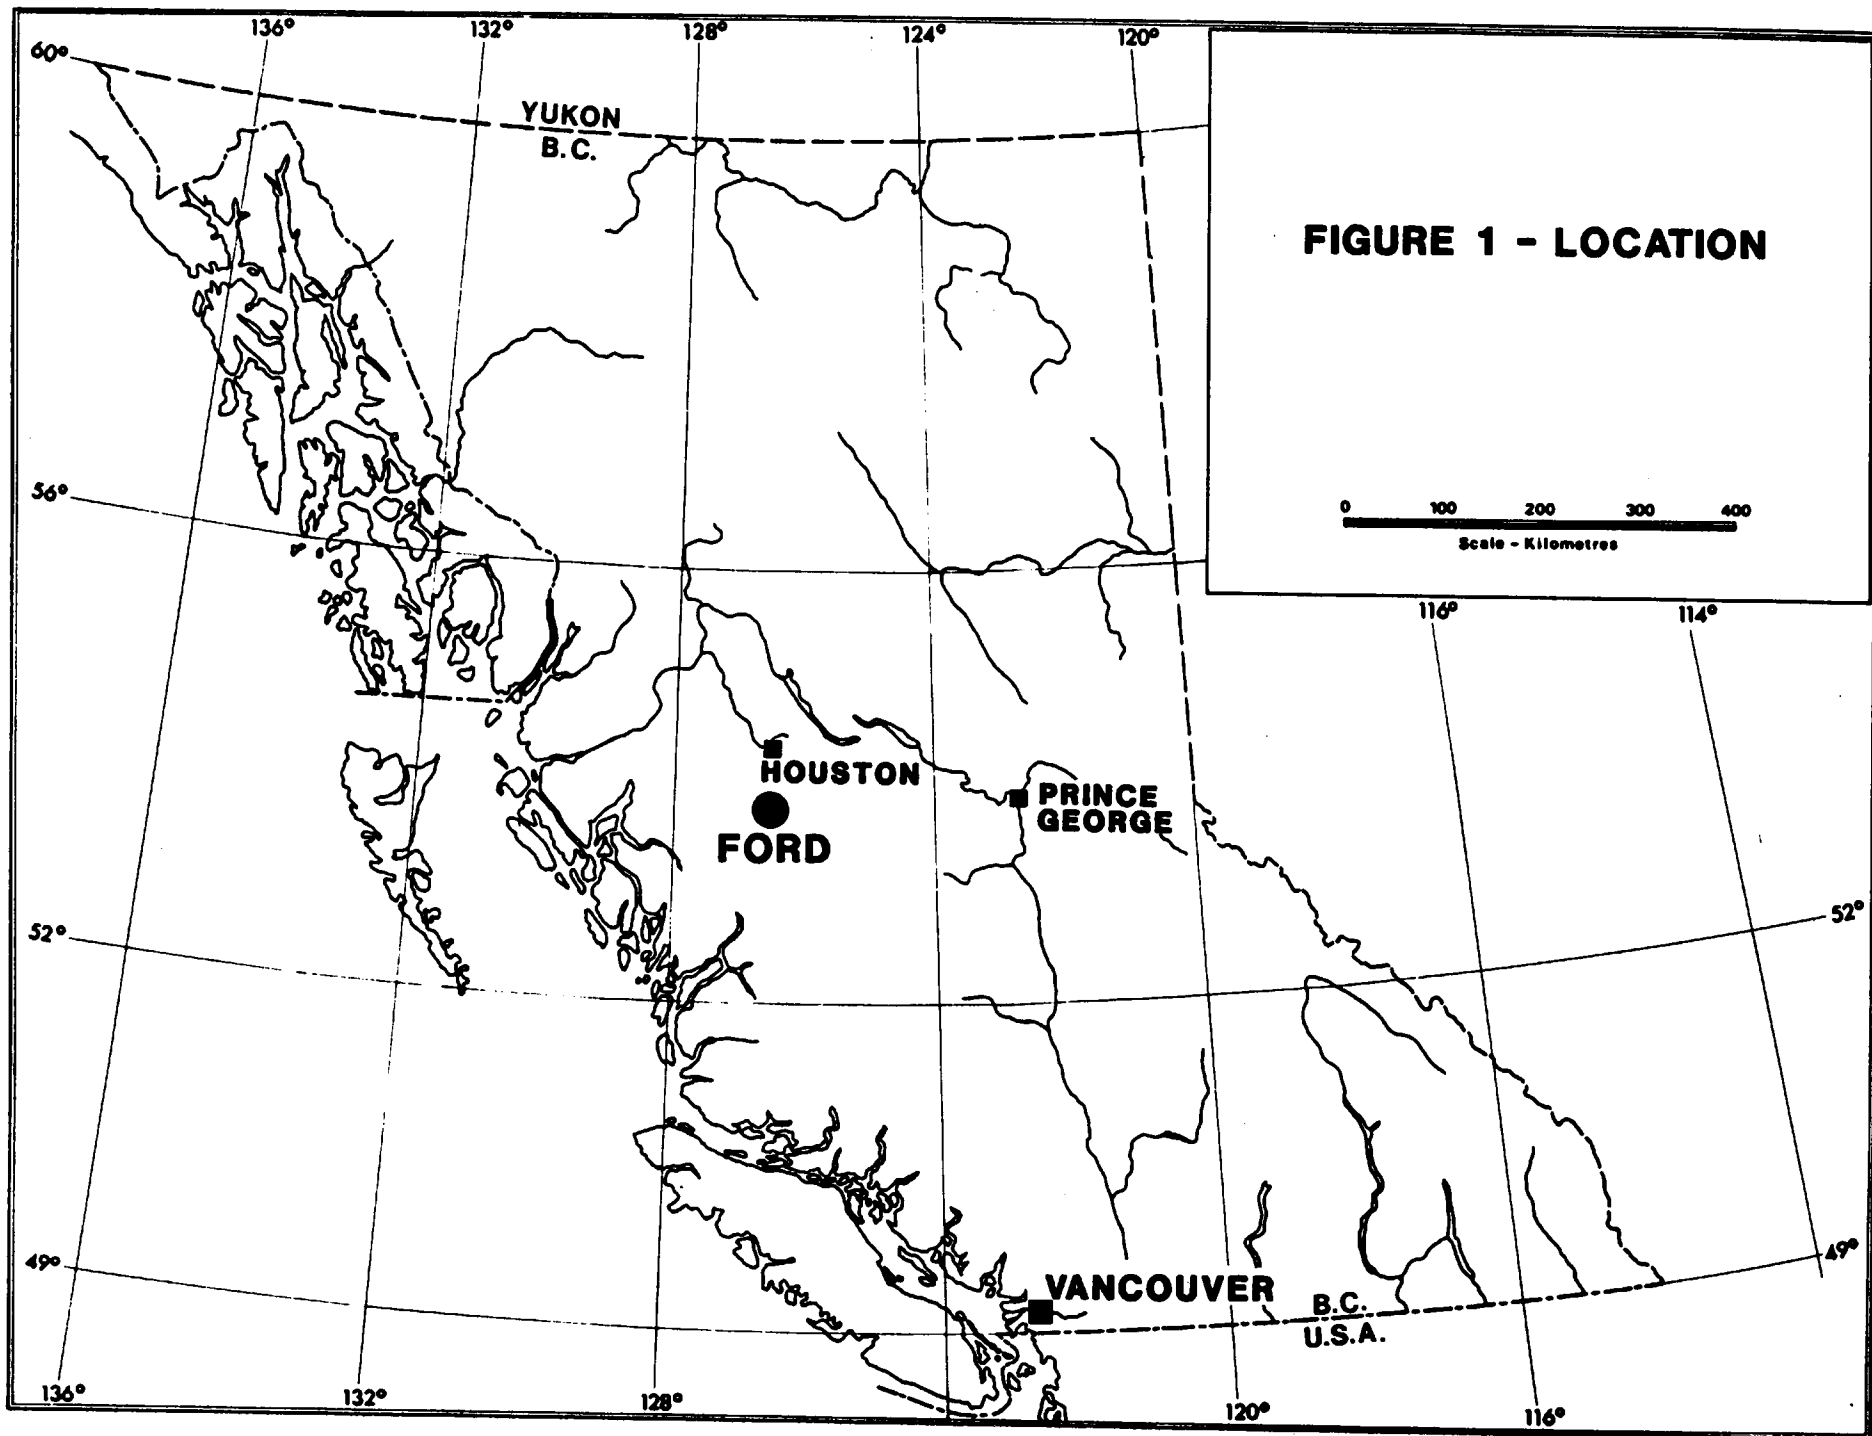 136° 132° 128° 124° 120°
60°
YUKON
B.C.
FIGURE 1 - LOCATION
56°
0 100 200 300 400
Scale - Kilometres
116° 114°
HOUSTON
PRINCE
GEORGE
FORD
52° 52°
49° 49°
VANCOUVER
B.C.
U.S.A.
136° 132° 128° 120° 116°